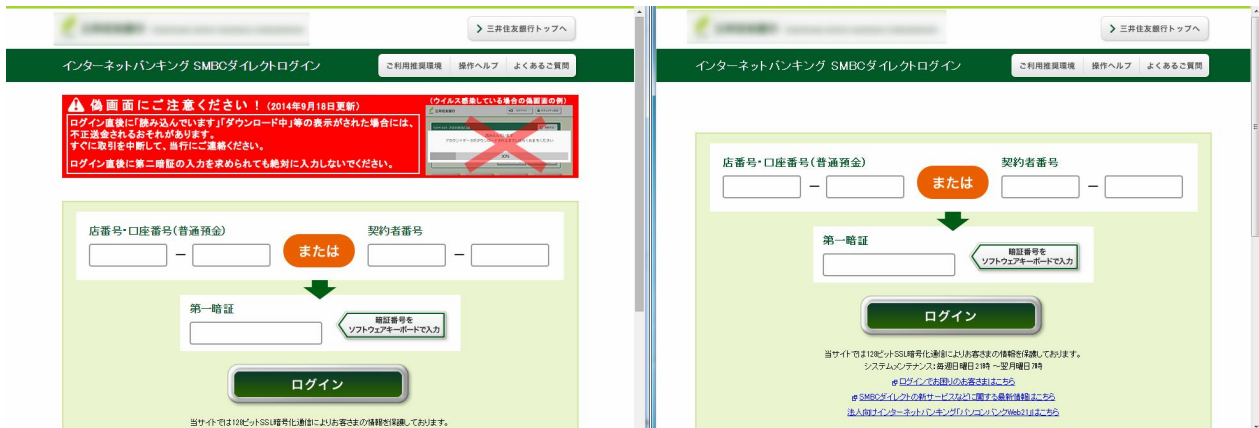 三井住友銀行トップへ
インターネットバンキング SMBCダイレクトログイン
ご利用推奨環境
操作ヘルプ
よくあるご質問
偽画面にご注意ください！(2014年9月18日更新)
ログイン直後に「読み込んでいます」「ダウンロード中」等の表示がされた場合には、
不正送金されるおそれがあります。
すぐに取引を中断して、当行にご連絡ください。
ログイン直後に第二暗証の入力を求められても絶対に入力しないでください。
(ウイルス感染している場合の偽画面の例)
店番号・口座番号(普通預金)
または
契約者番号
第一暗証
暗証番号を
ソフトウェアキーボードで入力
ログイン
当サイトでは128ビットSSL暗号化通信によりお客さまの情報を保護しております。
三井住友銀行トップへ
インターネットバンキング SMBCダイレクトログイン
ご利用推奨環境
操作ヘルプ
よくあるご質問
店番号・口座番号(普通預金)
または
契約者番号
第一暗証
暗証番号を
ソフトウェアキーボードで入力
ログイン
当サイトでは128ビットSSL暗号化通信によりお客さまの情報を保護しております。
システムメンテナンス:毎週日曜日21時～翌月曜日7時
ログインでお困りのお客さまはこちら
SMBCダイレクトの新サービスなどに関する最新情報はこちら
法人向けインターネットバンキング「パソコンバンクWeb21」はこちら